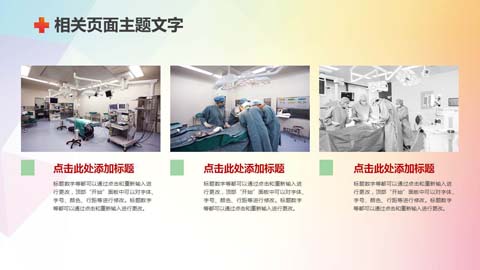 相关页面主题文字
点击此处添加标题
标题数字等都可以通过点击和重新输入进
行更改，顶部“开始”面板中可以对字体、
字号、颜色、行距等进行修改。标题数
字等都可以通过点击和重新输入进行更改。
点击此处添加标题
标题数字等都可以通过点击和重新输入进
行更改，顶部“开始”面板中可以对字体、
字号、颜色、行距等进行修改。标题数
字等都可以通过点击和重新输入进行更改。
点击此处添加标题
标题数字等都可以通过点击和重新输入进
行更改，顶部“开始”面板中可以对字体、
字号、颜色、行距等进行修改。标题数
字等都可以通过点击和重新输入进行更改。